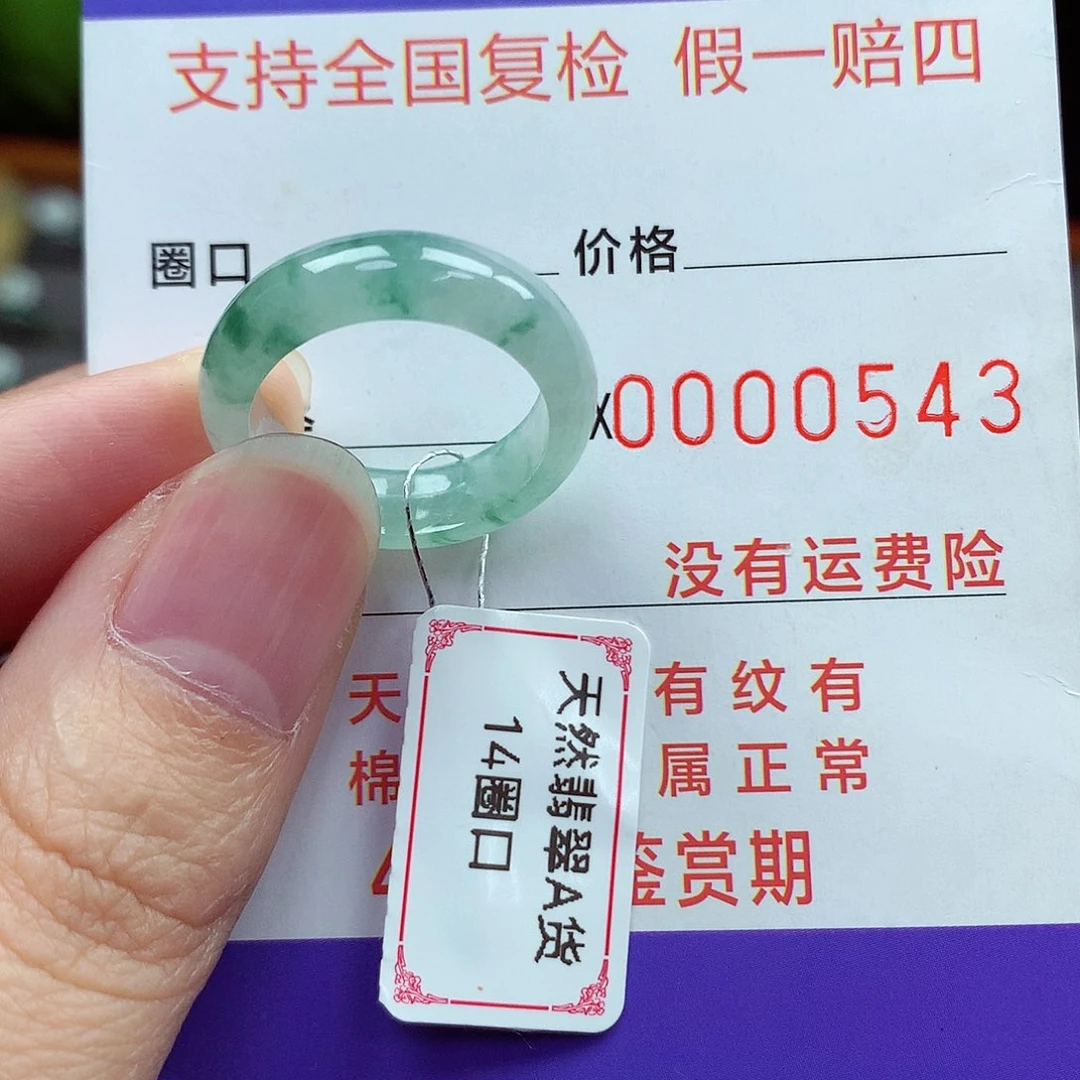 支持全国复检 假一赔四
圈口 价格
X0000543
没有运费险
天 有纹有
棉 属正常
鉴赏期
天然翡翠A货
14圈口